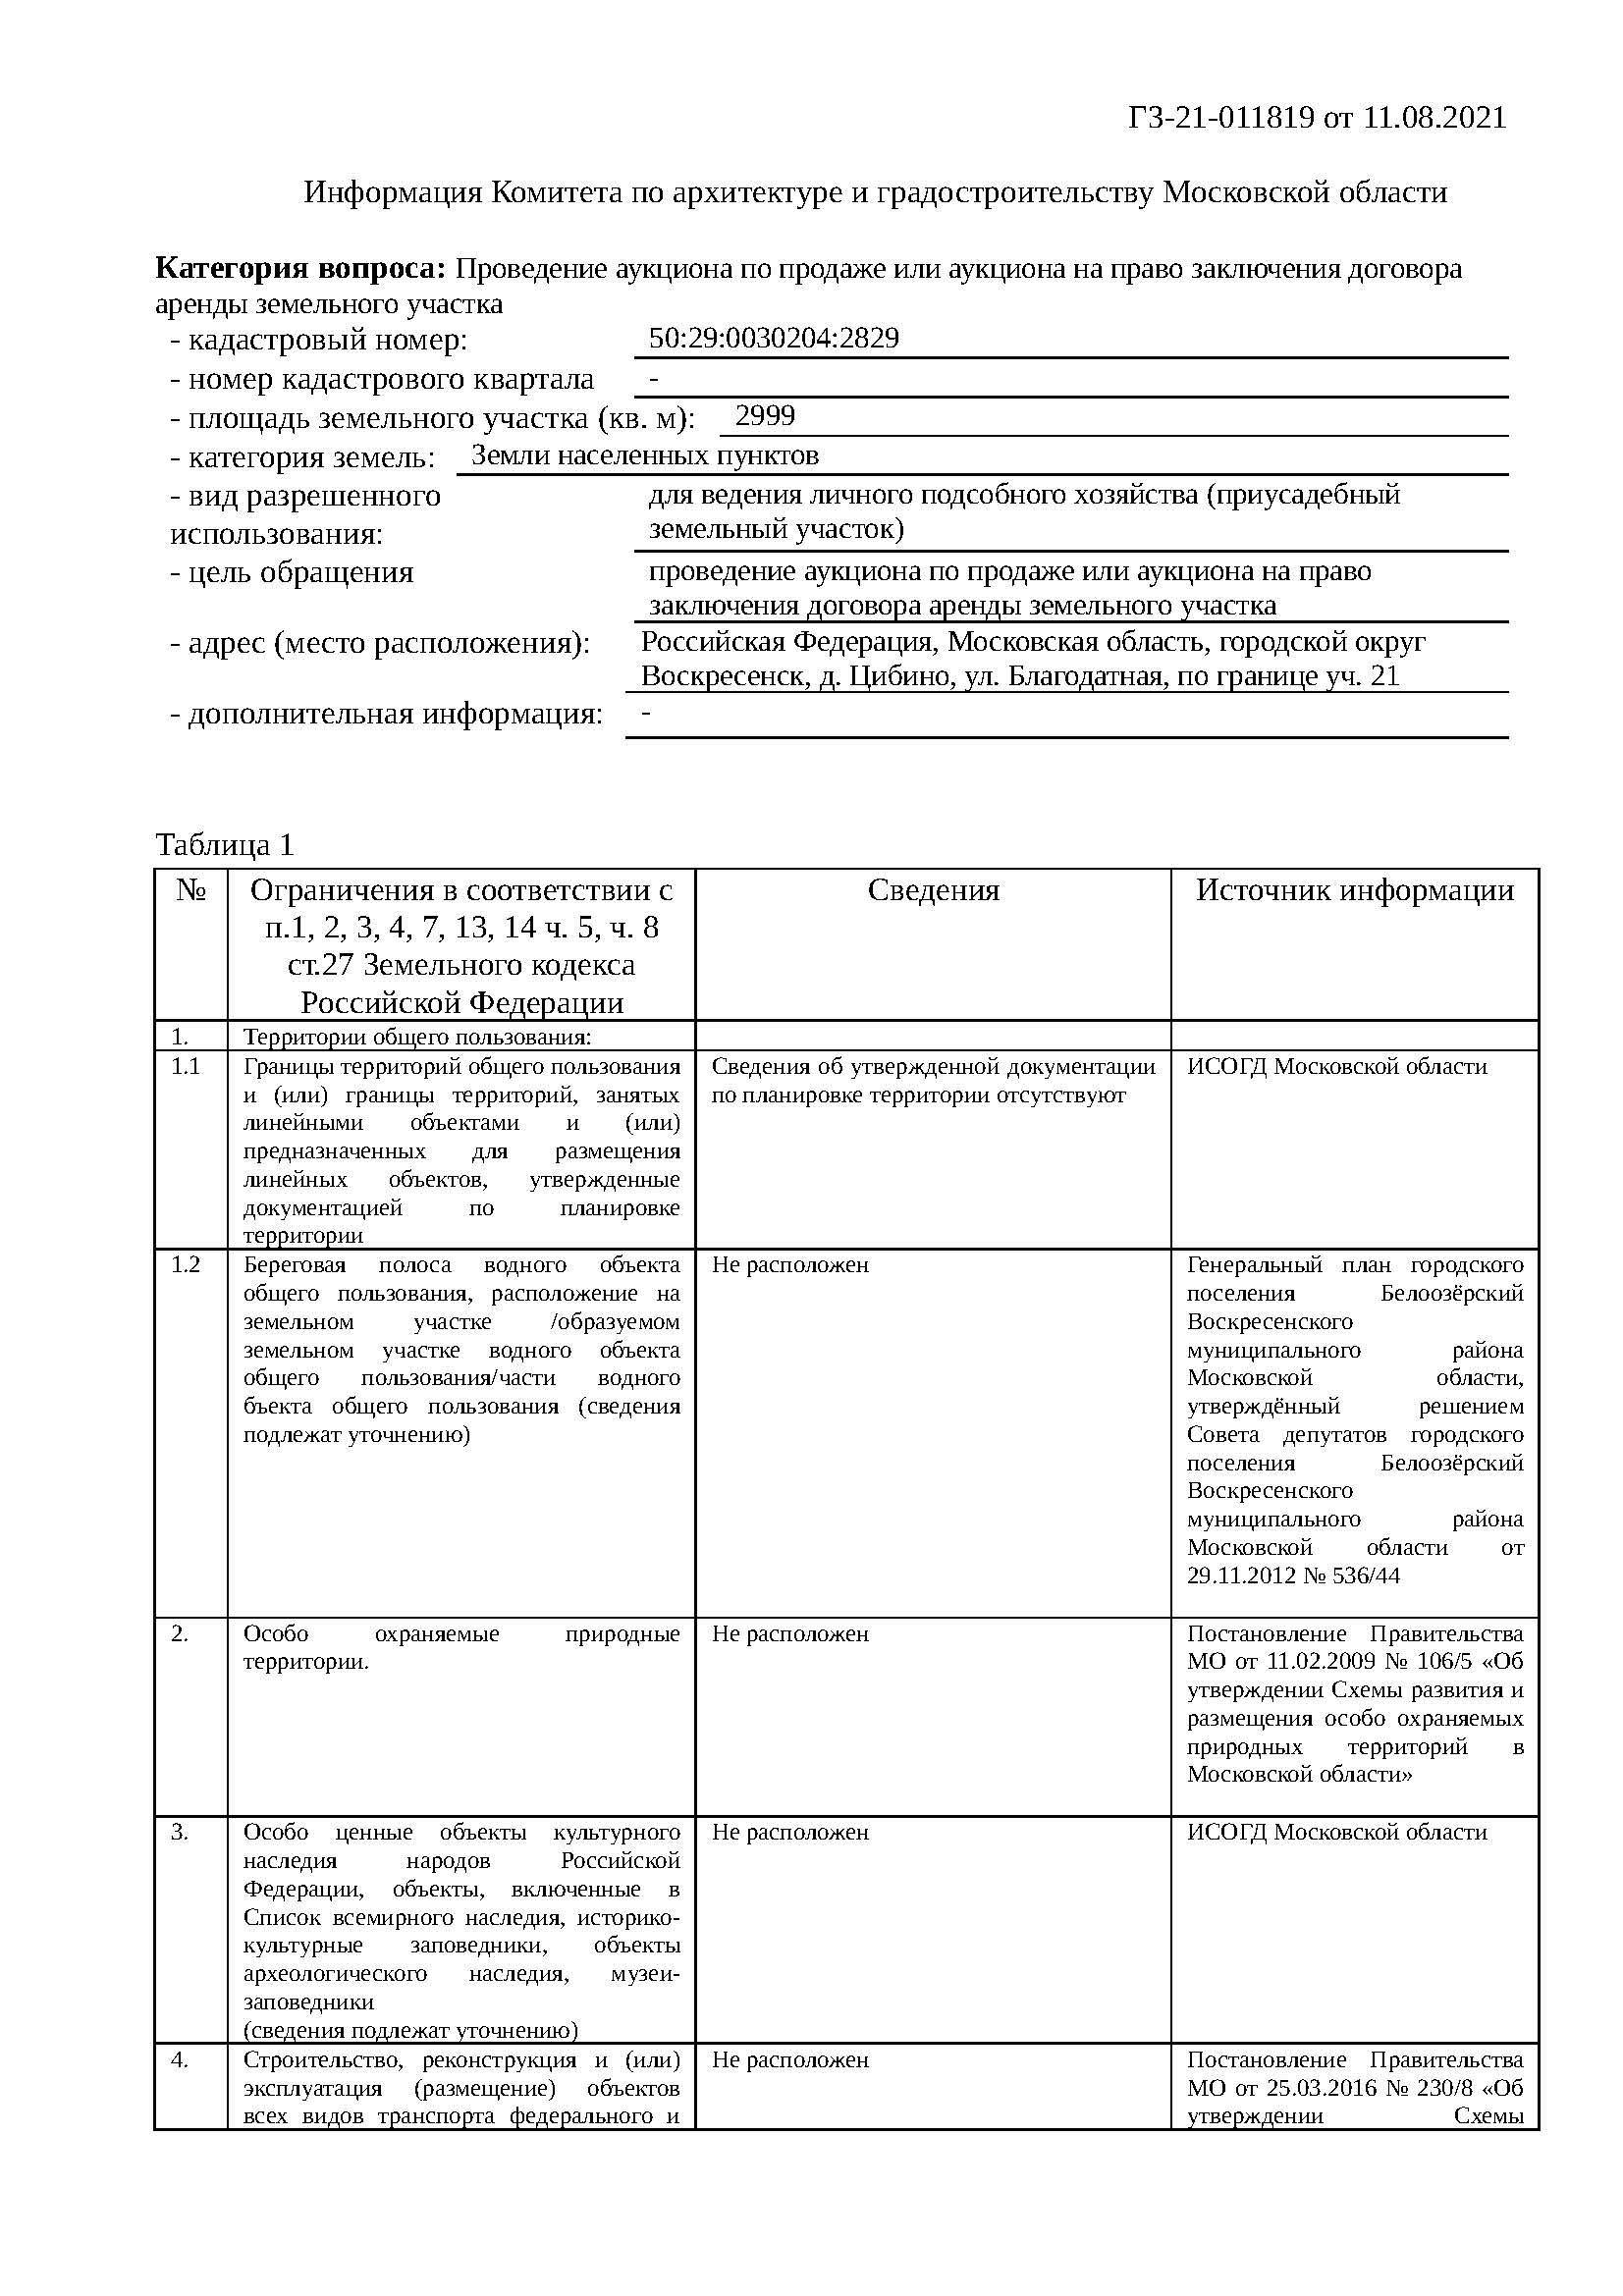 ГЗ-21-011819 от 11.08.2021
Информация Комитета по архитектуре и градостроительству Московской области
Категория вопроса: Проведение аукциона по продаже или аукциона на право заключения договора
аренды земельного участка
- кадастровый номер: 50:29:0030204:2829
- номер кадастрового квартала -
- площадь земельного участка (кв. м): 2999
- категория земель: Земли населенных пунктов
- вид разрешенного
использования:
для ведения личного подсобного хозяйства (приусадебный
земельный участок)
- цель обращения
проведение аукциона по продаже или аукциона на право
заключения договора аренды земельного участка
- адрес (место расположения):
Российская Федерация, Московская область, городской округ
Воскресенск, д. Цибино, ул. Благодатная, по границе уч. 21
- дополнительная информация: -
Таблица 1
№
Ограничения в соответствии с
п.1, 2, 3, 4, 7, 13, 14 ч. 5, ч. 8
ст.27 Земельного кодекса
Российской Федерации
Сведения
Источник информации
1.
Территории общего пользования:
1.1
Границы территорий общего пользования
и (или) границы территорий, занятых
линейными объектами и (или)
предназначенных для размещения
линейных объектов, утвержденные
документацией по планировке
территории
Сведения об утвержденной документации
по планировке территории отсутствуют
ИСОГД Московской области
1.2
Береговая полоса водного объекта
общего пользования, расположение на
земельном участке /образуемом
земельном участке водного объекта
общего пользования/части водного
бъекта общего пользования (сведения
подлежат уточнению)
Не расположен
Генеральный план городского
поселения Белоозёрский
Воскресенского
муниципального района
Московской области,
утверждённый решением
Совета депутатов городского
поселения Белоозёрский
Воскресенского
муниципального района
Московской области от
29.11.2012 № 536/44
2.
Особо охраняемые природные
территории.
Не расположен
Постановление Правительства
МО от 11.02.2009 № 106/5 «Об
утверждении Схемы развития и
размещения особо охраняемых
природных территорий в
Московской области»
3.
Особо ценные объекты культурного
наследия народов Российской
Федерации, объекты, включенные в
Список всемирного наследия, историко-
культурные заповедники, объекты
археологического наследия, музеи-
заповедники
(сведения подлежат уточнению)
Не расположен
ИСОГД Московской области
4.
Строительство, реконструкция и (или)
эксплуатация (размещение) объектов
всех видов транспорта федерального и
Не расположен
Постановление Правительства
МО от 25.03.2016 № 230/8 «Об
утверждении Схемы